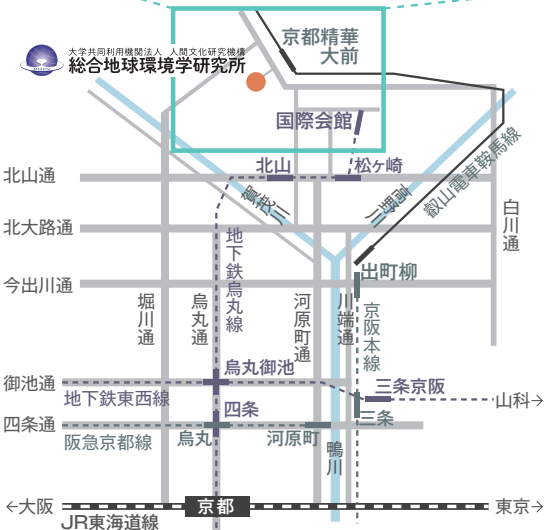 京都精華
大前
大学共同利用機関法人 人間文化研究機構
総合地球環境学研究所
国際会館
北山
松ヶ崎
北山通
賀茂川
高野川
叡山電車鞍馬線
白川通
北大路通
地下鉄烏丸線
出町柳
今出川通
堀川通
烏丸通
河原町通
川端通
京阪本線
烏丸御池
御池通
三条京阪
地下鉄東西線
山科→
四条
三条
四条通
烏丸
河原町
阪急京都線
鴨川
←大阪
京都
東京→
JR東海道線